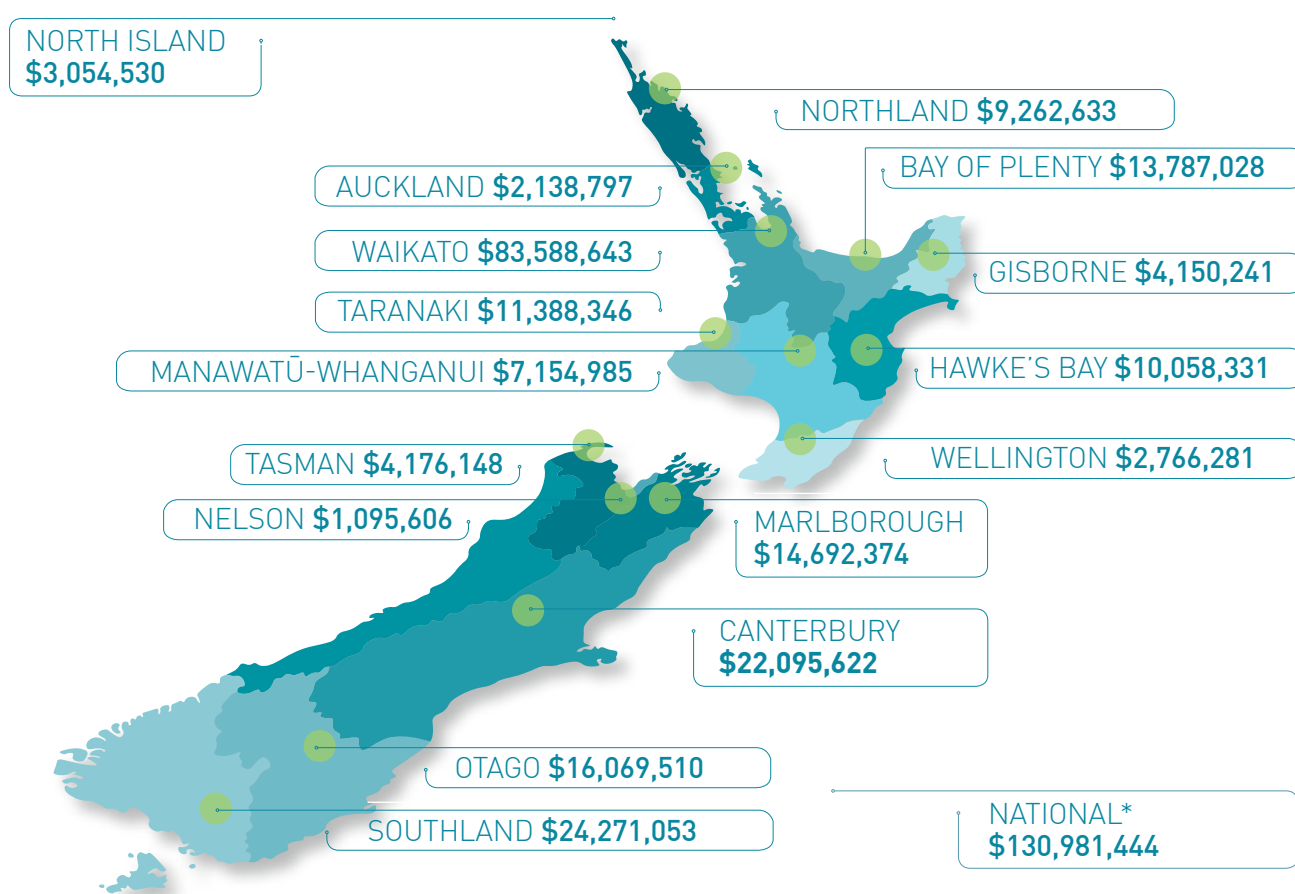 NORTH ISLAND
$3,054,530
NORTHLAND $9,262,633
BAY OF PLENTY $13,787,028
AUCKLAND $2,138,797
WAIKATO $83,588,643
GISBORNE $4,150,241
TARANAKI $11,388,346
MANAWATŪ-WHANGANUI $7,154,985
HAWKE'S BAY $10,058,331
TASMAN $4,176,148
WELLINGTON $2,766,281
NELSON $1,095,606
MARLBOROUGH
$14,692,374
CANTERBURY
$22,095,622
OTAGO $16,069,510
SOUTHLAND $24,271,053
NATIONAL*
$130,981,444